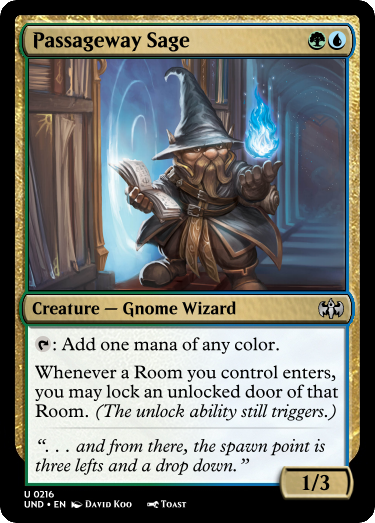 Passageway Sage
Creature — Gnome Wizard
: Add one mana of any color.
Whenever a Room you control enters,
you may lock an unlocked door of that
Room. (The unlock ability still triggers.)
“. . . and from there, the spawn point is
three lefts and a drop down.”
1/3
U 0216
UND • EN David Koo Toast